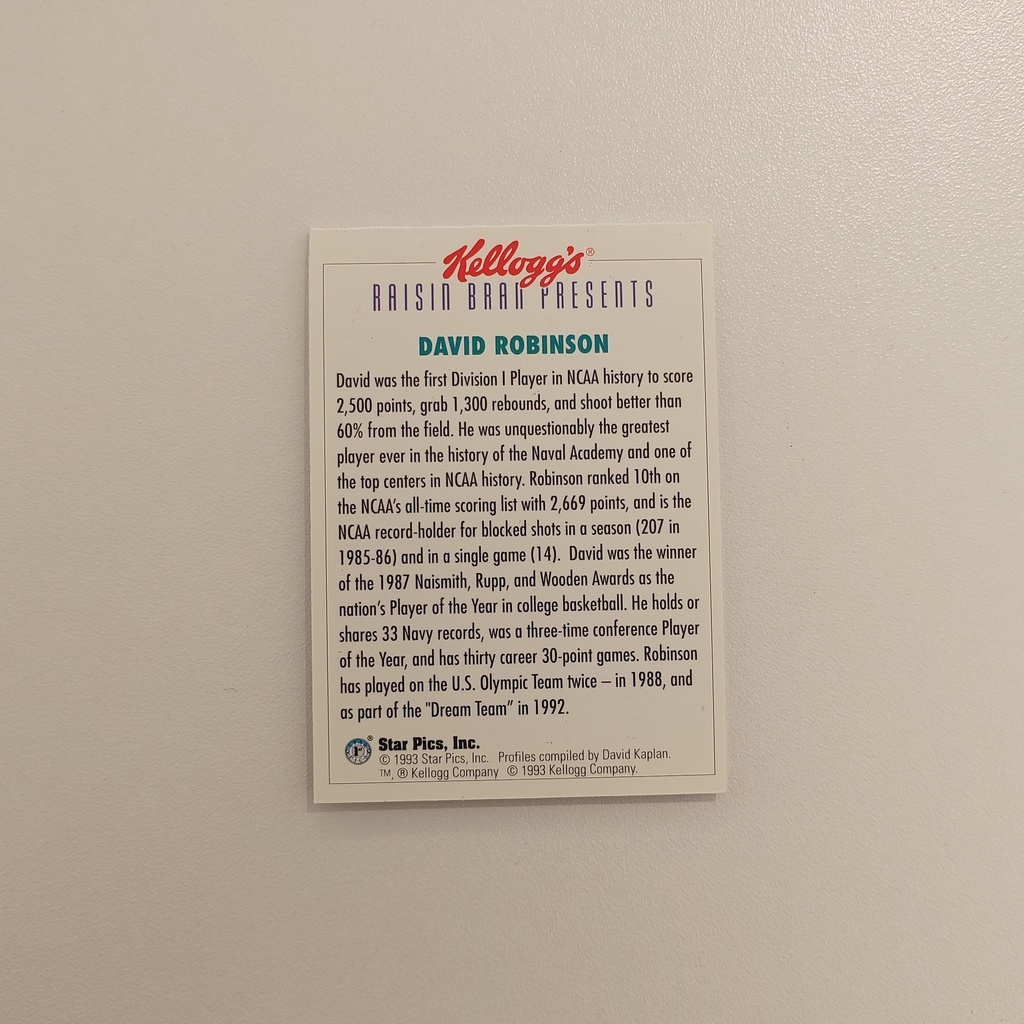 Kellogg's®
RAISIN BRAN PRESENTS
DAVID ROBINSON
David was the first Division I Player in NCAA history to score
2,500 points, grab 1,300 rebounds, and shoot better than
60% from the field. He was unquestionably the greatest
player ever in the history of the Naval Academy and one of
the top centers in NCAA history. Robinson ranked 10th on
the NCAA's all-time scoring list with 2,669 points, and is the
NCAA record-holder for blocked shots in a season (207 in
1985-86) and in a single game (14). David was the winner
of the 1987 Naismith, Rupp, and Wooden Awards as the
nation's Player of the Year in college basketball. He holds or
shares 33 Navy records, was a three-time conference Player
of the Year, and has thirty career 30-point games. Robinson
has played on the U.S. Olympic Team twice – in 1988, and
as part of the "Dream Team” in 1992.
® Star Pics, Inc.
© 1993 Star Pics, Inc. Profiles compiled by David Kaplan.
TM, ® Kellogg Company © 1993 Kellogg Company.